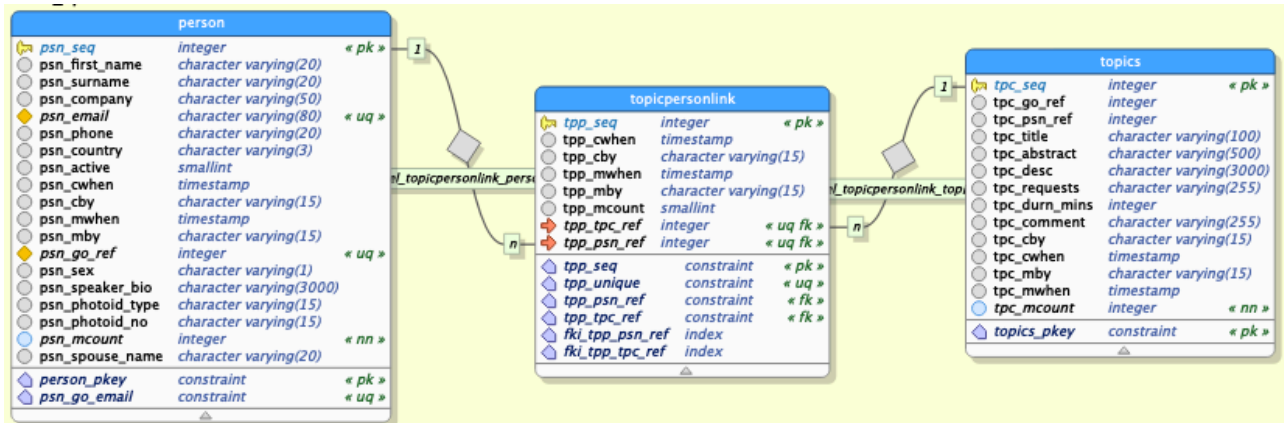 person
psn_seq integer « pk »
psn_first_name character varying(20)
psn_surname character varying(20)
psn_company character varying(50)
psn_email character varying(80) « uq »
psn_phone character varying(20)
psn_country character varying(3)
psn_active smallint
psn_cwhen timestamp
psn_cby character varying(15)
psn_mwhen timestamp
psn_mby character varying(15)
psn_go_ref integer « uq »
psn_sex character varying(1)
psn_speaker_bio character varying(3000)
psn_photoid_type character varying(15)
psn_photoid_no character varying(15)
psn_mcount integer « nn »
psn_spouse_name character varying(20)
person_pkey constraint « pk »
psn_go_email constraint « uq »
1
el_topicpersonlink_pers
n
topicpersonlink
tpp_seq integer « pk »
tpp_cwhen timestamp
tpp_cby character varying(15)
tpp_mwhen timestamp
tpp_mby character varying(15)
tpp_mcount smallint
tpp_tpc_ref integer « uq fk »
tpp_psn_ref integer « uq fk »
tpp_seq constraint « pk »
tpp_unique constraint « uq »
tpp_psn_ref constraint « fk »
tpp_tpc_ref constraint « fk »
fki_tpp_psn_ref index
fki_tpp_tpc_ref index
1
el_topicpersonlink_top
n
topics
tpc_seq integer « pk »
tpc_go_ref integer
tpc_psn_ref integer
tpc_title character varying(100)
tpc_abstract character varying(500)
tpc_desc character varying(3000)
tpc_requests character varying(255)
tpc_durn_mins integer
tpc_comment character varying(255)
tpc_cby character varying(15)
tpc_cwhen timestamp
tpc_mby character varying(15)
tpc_mwhen timestamp
tpc_mcount integer « nn »
topics_pkey constraint « pk »